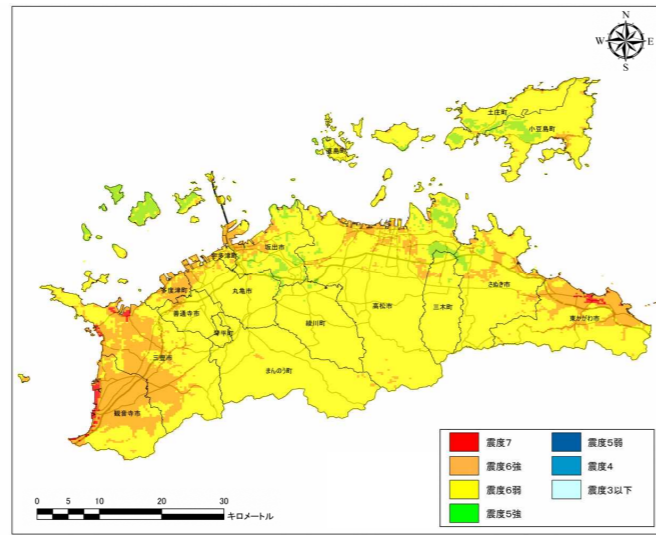 N
W E
S
土庄町
小豆島町
直島町
坂出市
宇多津町
多度津町
丸亀市
さぬき市
高松市
三木町
善通寺市
東かがわ市
綾川町
琴平町
三豊市
まんのう町
観音寺市
震度7
震度6強
震度6弱
震度5強
震度5弱
震度4
震度3以下
0 5 10 20 30
キロメートル